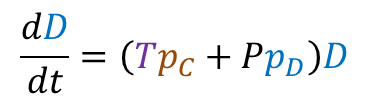 dD/dt = (Tp_C + Pp_D)D